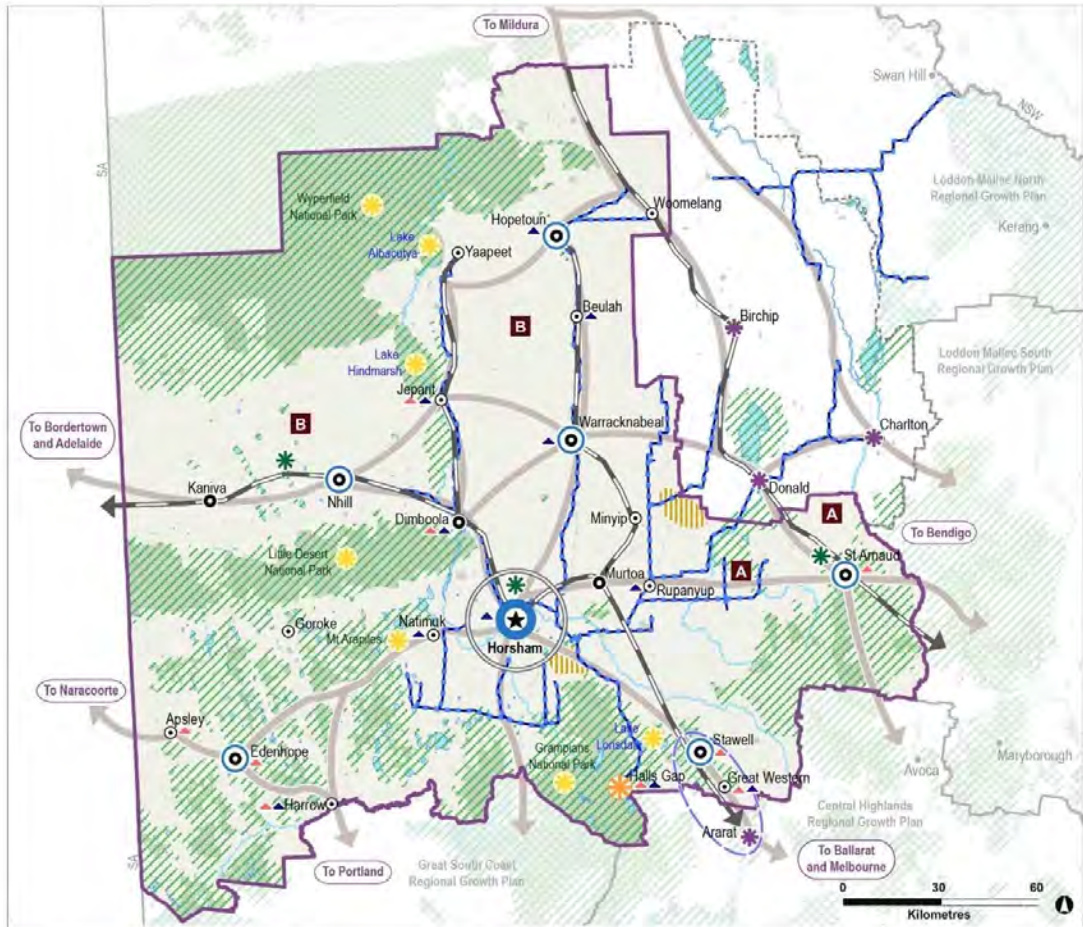 To Mildura
Swan Hill
NSW
SA
Loddon Mallee North
Regional Growth Plan
Kerang
Wyperfield
National Park
Lake
Albacutya
Yaapeet
Hopetoun
Woomelang
B
Beulah
Birchip
Loddon Mallee South
Regional Growth Plan
Lake
Hindmarsh
Jeparit
To Bordertown
and Adelaide
B
Warracknabeal
Charlton
Kaniva
Nhill
Donald
Dimboola
Minyip
A
To Bendigo
Little Desert
National Park
St Arnaud
Murtoa
A
Rupanyup
Goroke
Mt Arapiles
Natimuk
Horsham
To Naracoorte
Apsley
Edenhope
Lake
Lonsdale
Stawell
Grampians
National Park
Halls Gap
Great Western
Avoca
Maryborough
Harrow
Central Highlands
Regional Growth Plan
Ararat
SA
To Portland
Great South Coast
Regional Growth Plan
To Ballarat
and Melbourne
0 30 60
Kilometres